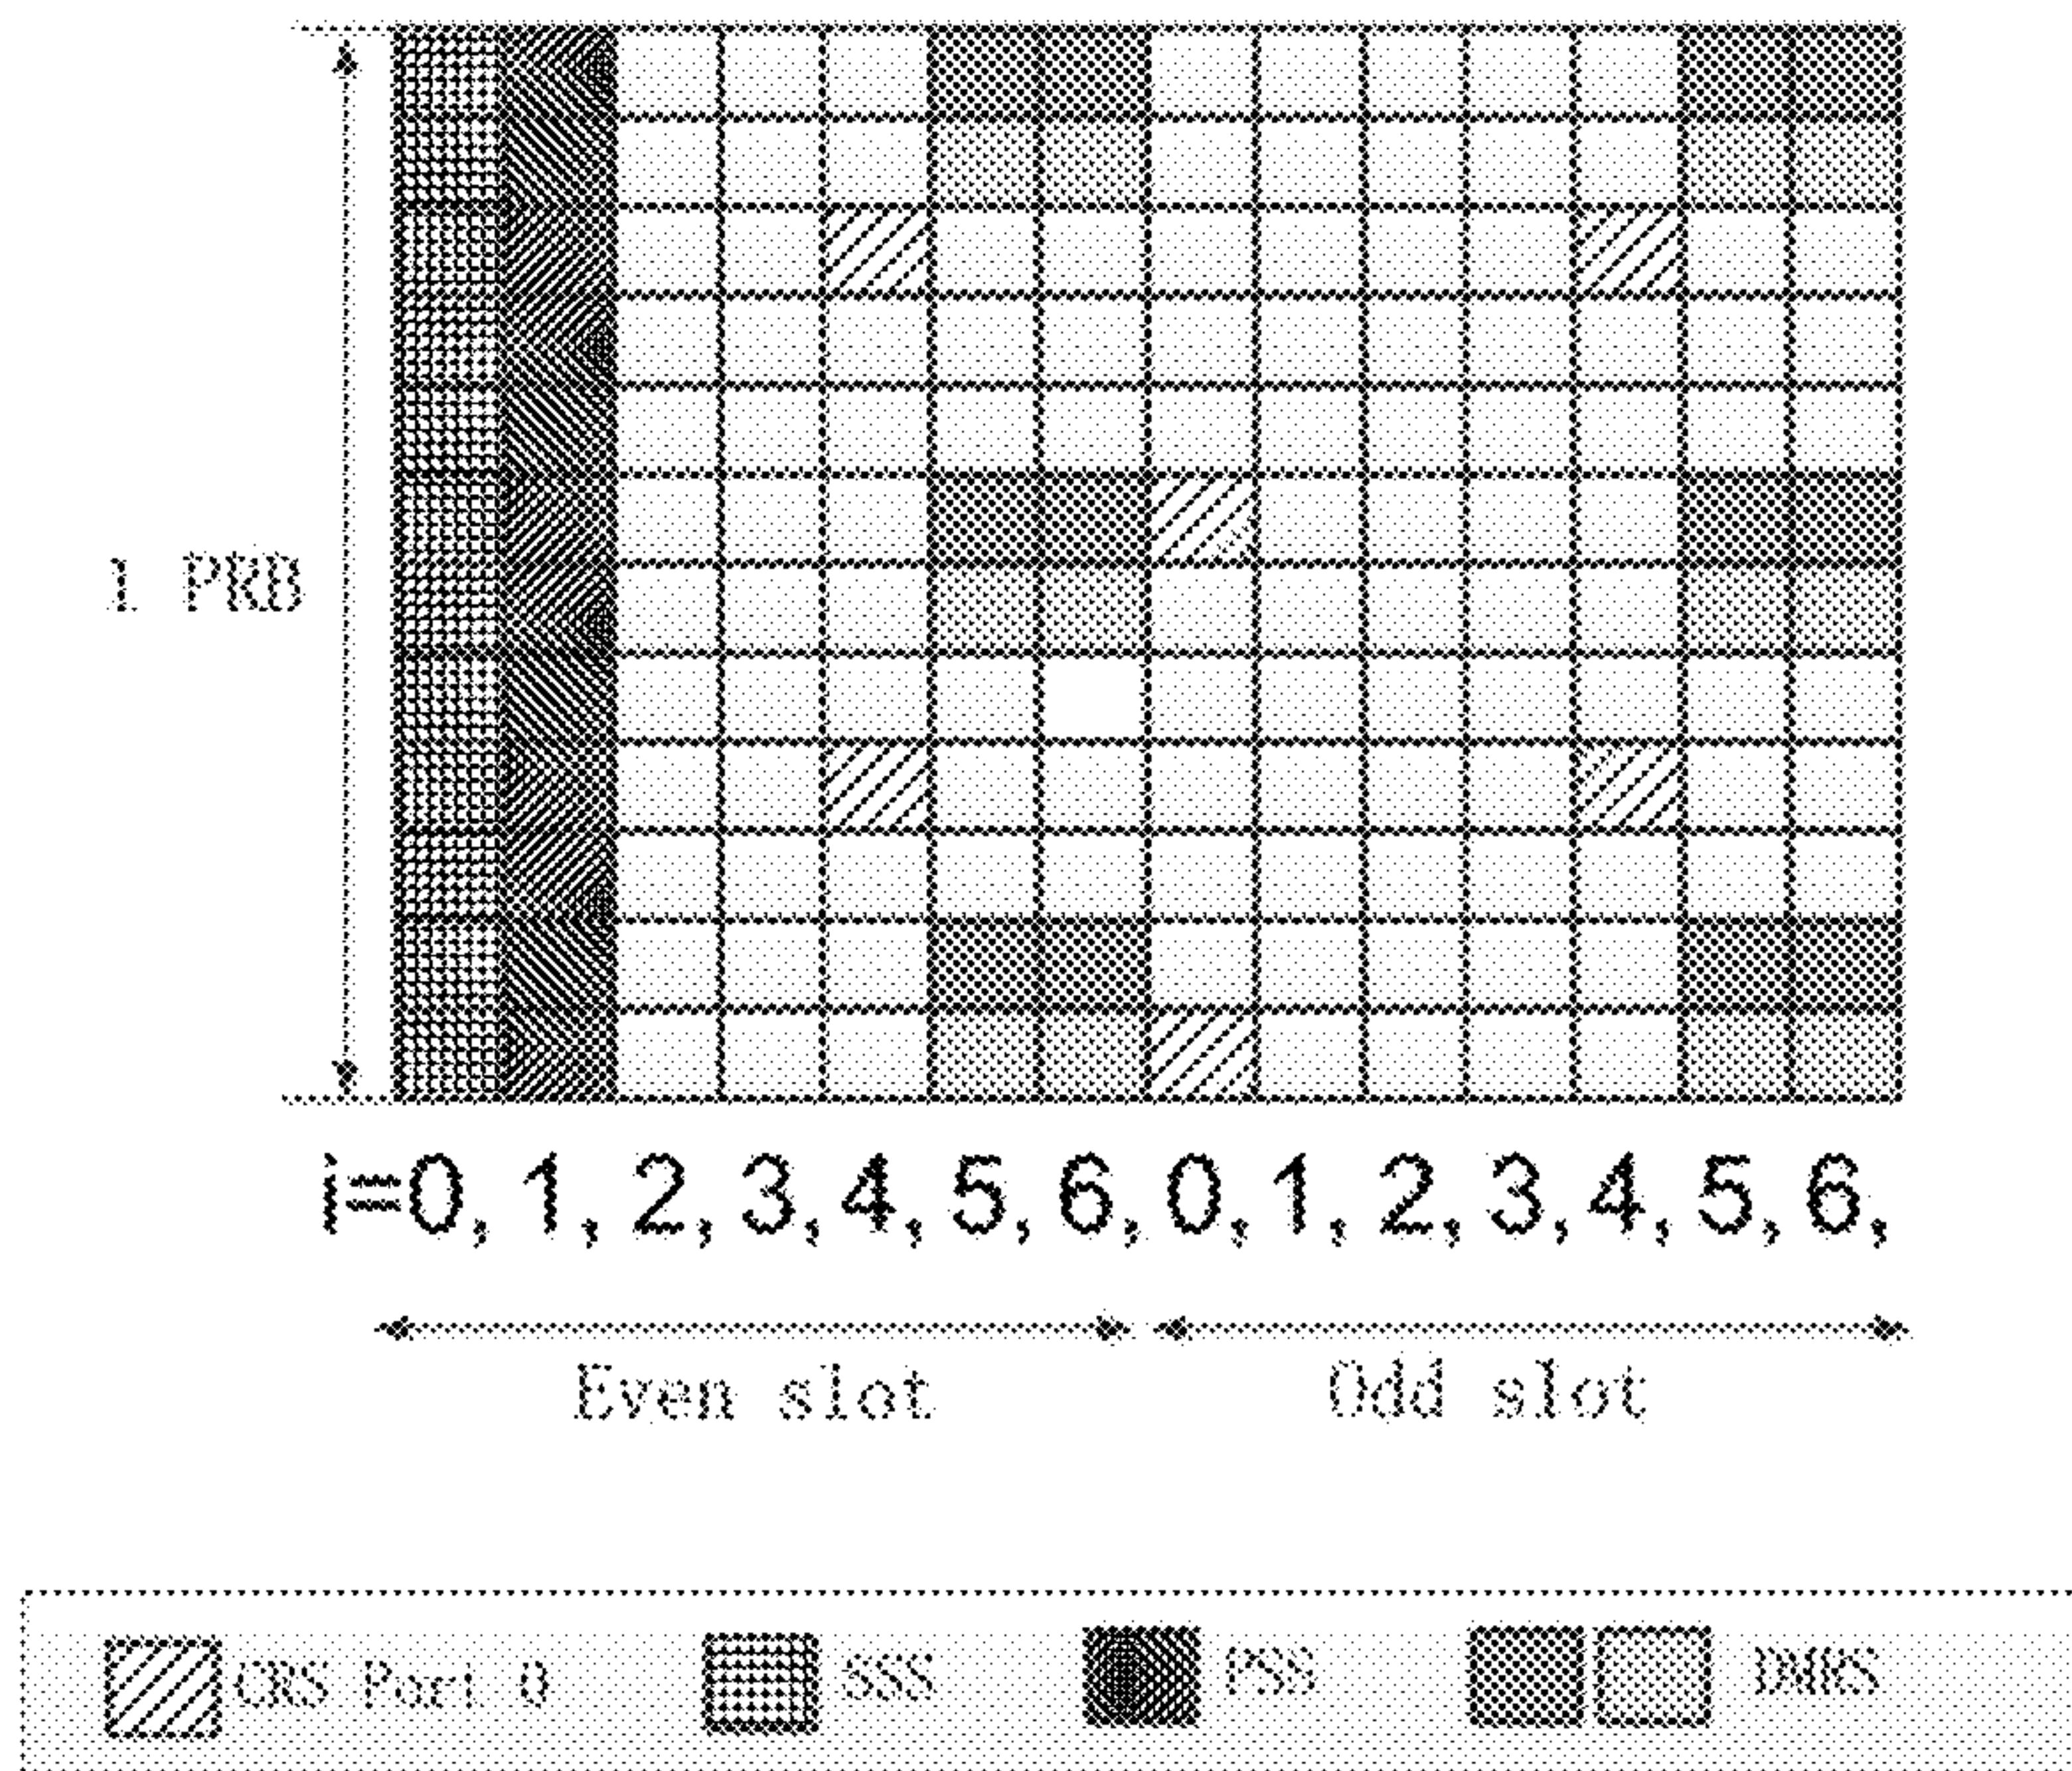 1 PRB
i=0, 1, 2, 3, 4, 5, 6, 0, 1, 2, 3, 4, 5, 6,
Even slot Odd slot
CRS Port 0 SSS PSS DMRS